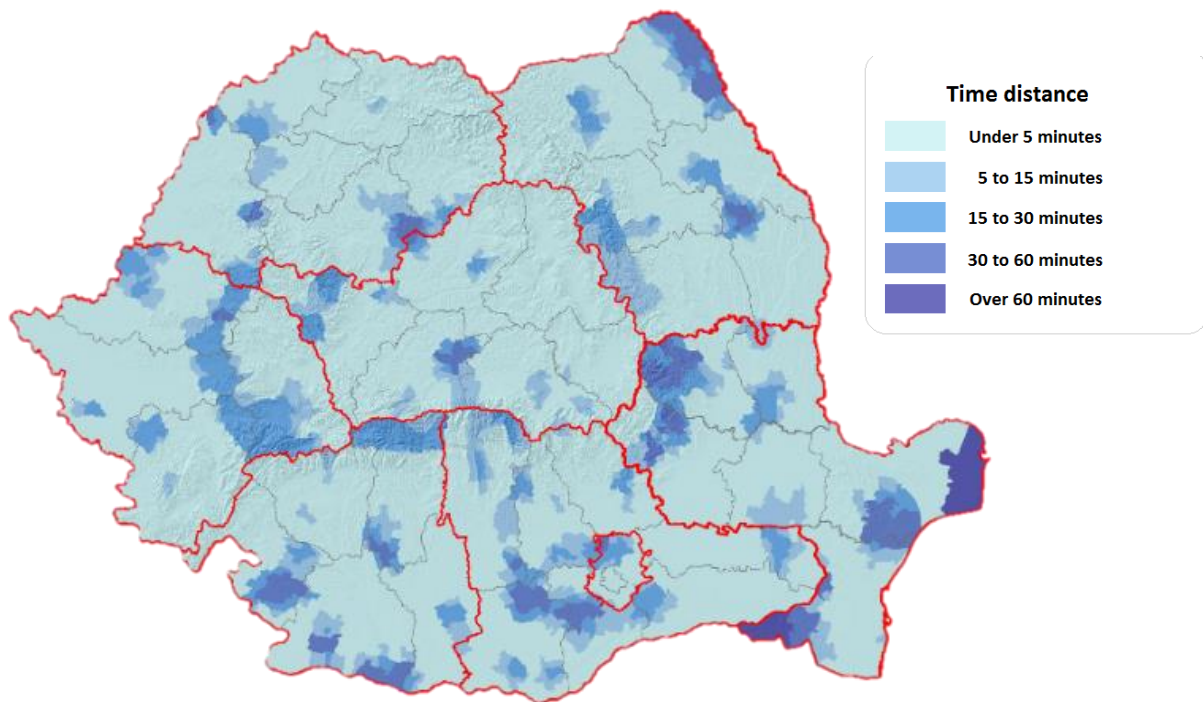 Time distance
Under 5 minutes
5 to 15 minutes
15 to 30 minutes
30 to 60 minutes
Over 60 minutes